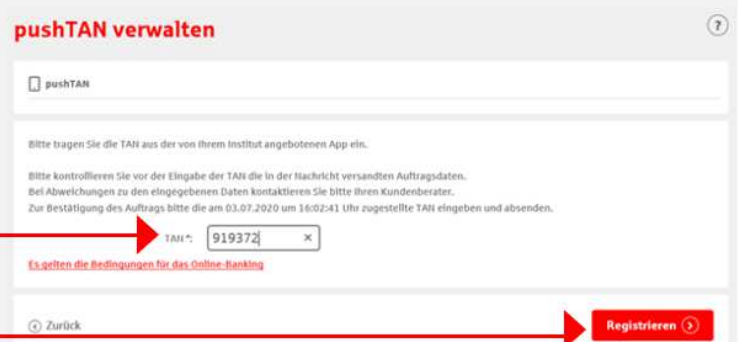 pushTAN verwalten
?
pushTAN
Bitte tragen Sie die TAN aus der von Ihrem Institut angebotenen App ein.
Bitte kontrollieren Sie vor der Eingabe der TAN die in der Nachricht versandten Auftragsdaten.
Bei Abweichungen zu den eingegebenen Daten kontaktieren Sie bitte Ihren Kundenberater.
Zur Bestätigung des Auftrags bitte die am 03.07.2020 um 16:02:41 Uhr zugestellte TAN eingeben und absenden.
TAN*: 919372 ×
Es gelten die Bedingungen für das Online-Banking
Zurück Registrieren